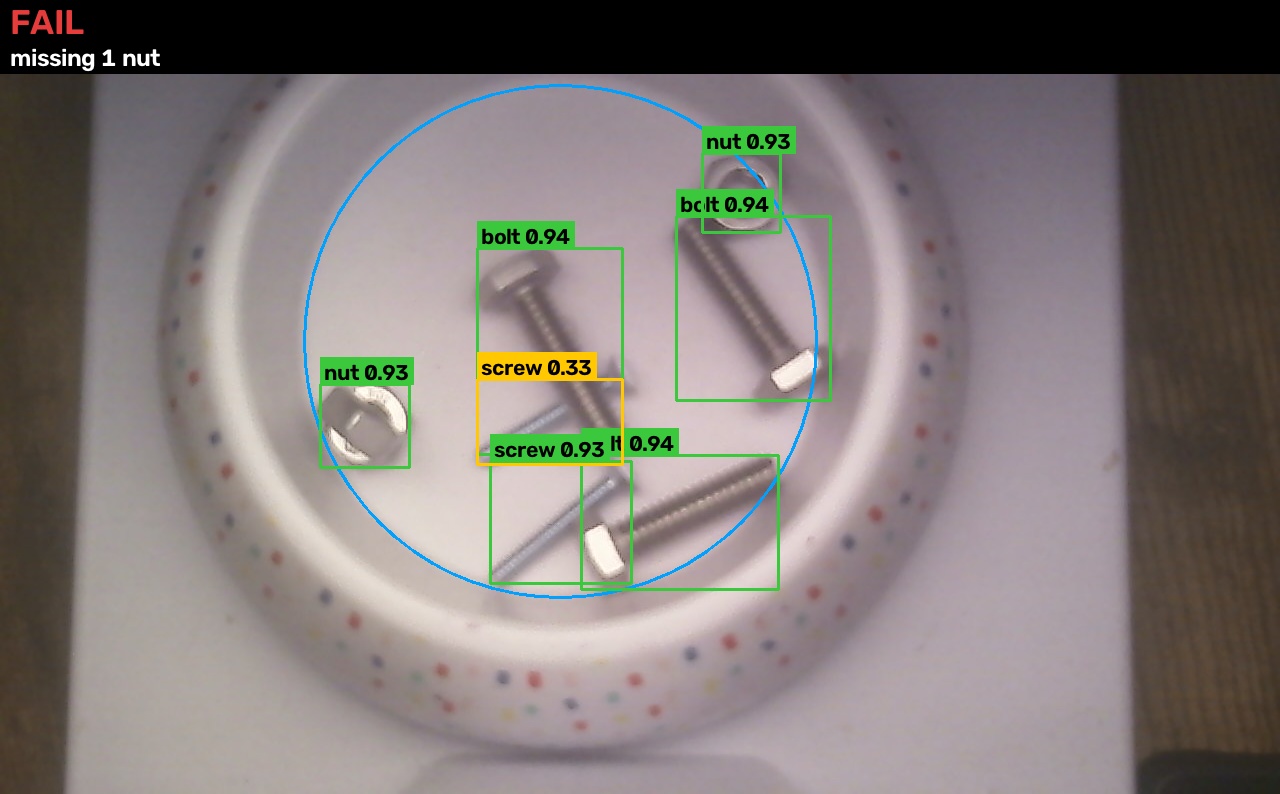 FAIL
missing 1 nut
nut 0.93
bolt 0.94
bolt 0.94
screw 0.33
nut 0.93
lt 0.94
screw 0.93